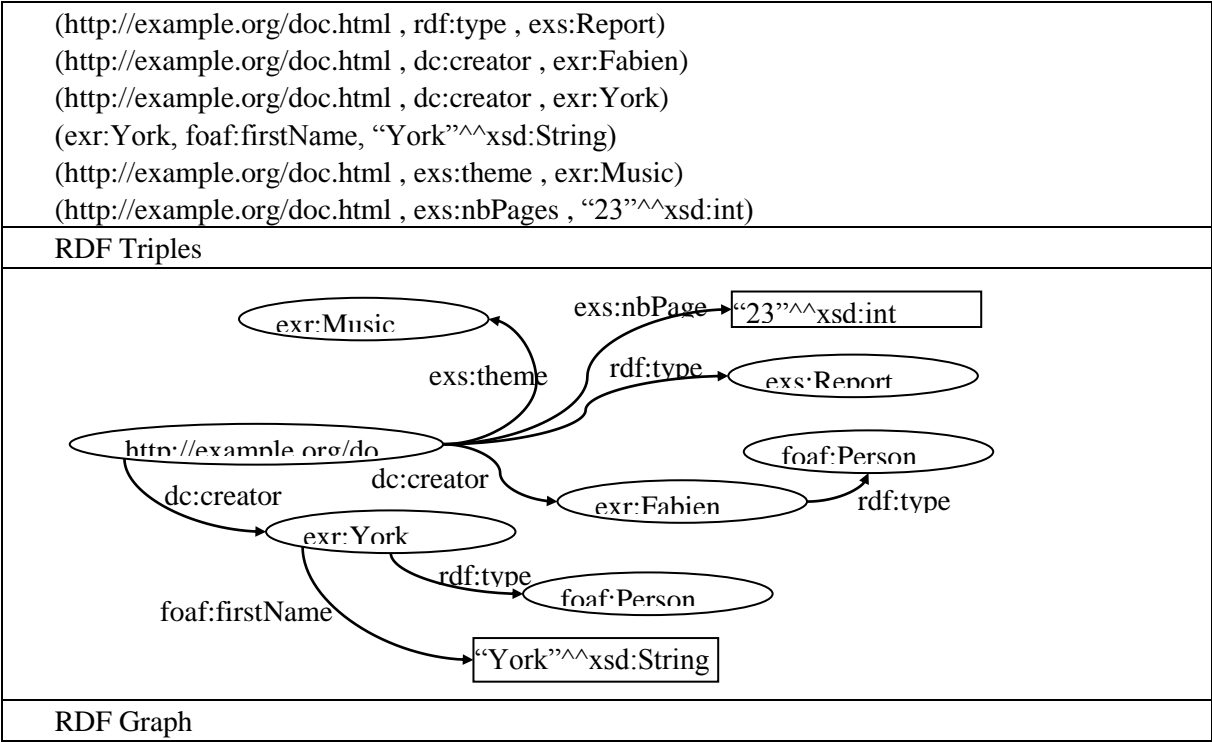 (http://example.org/doc.html , rdf:type , exs:Report)
(http://example.org/doc.html , dc:creator , exr:Fabien)
(http://example.org/doc.html , dc:creator , exr:York)
(exr:York, foaf:firstName, “York”^^xsd:String)
(http://example.org/doc.html , exs:theme , exr:Music)
(http://example.org/doc.html , exs:nbPages , “23”^^xsd:int)
RDF Triples
exr:Music
exs:nbPage
“23”^^xsd:int
exs:theme
rdf:type
exs:Report
http://example.org/do
foaf:Person
dc:creator
dc:creator
exr:Fabien
rdf:type
exr:York
rdf:type
foaf:Person
foaf:firstName
“York”^^xsd:String
RDF Graph